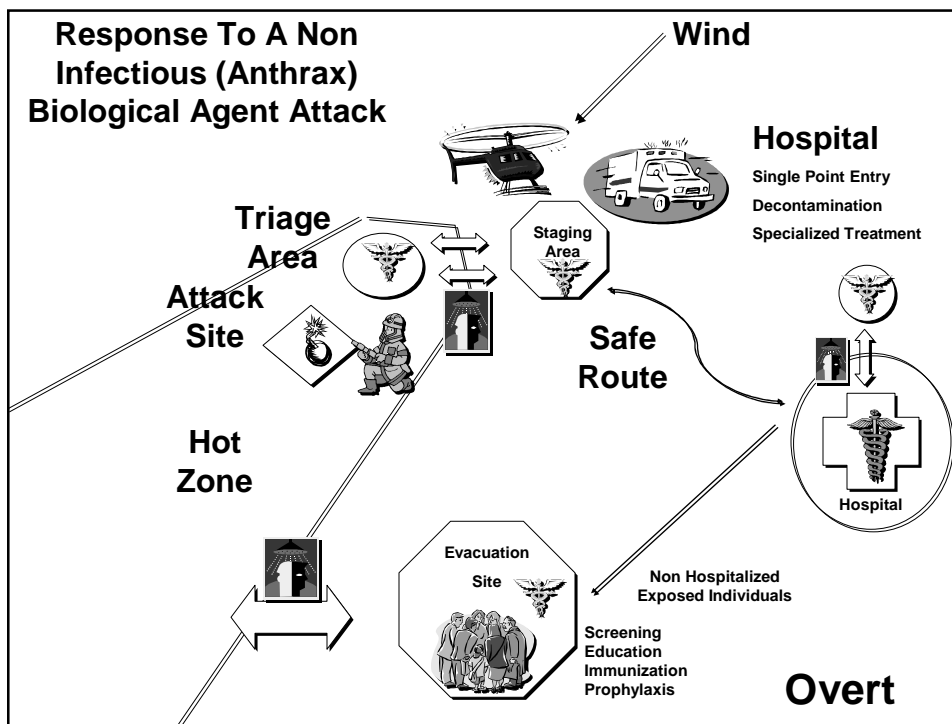 Response To A Non
Infectious (Anthrax)
Biological Agent Attack
Wind
Hospital
Single Point Entry
Decontamination
Specialized Treatment
Triage
Area
Staging
Area
Attack
Site
Safe
Route
Hot
Zone
Hospital
Evacuation
Site
Non Hospitalized
Exposed Individuals
Screening
Education
Immunization
Prophylaxis
Overt